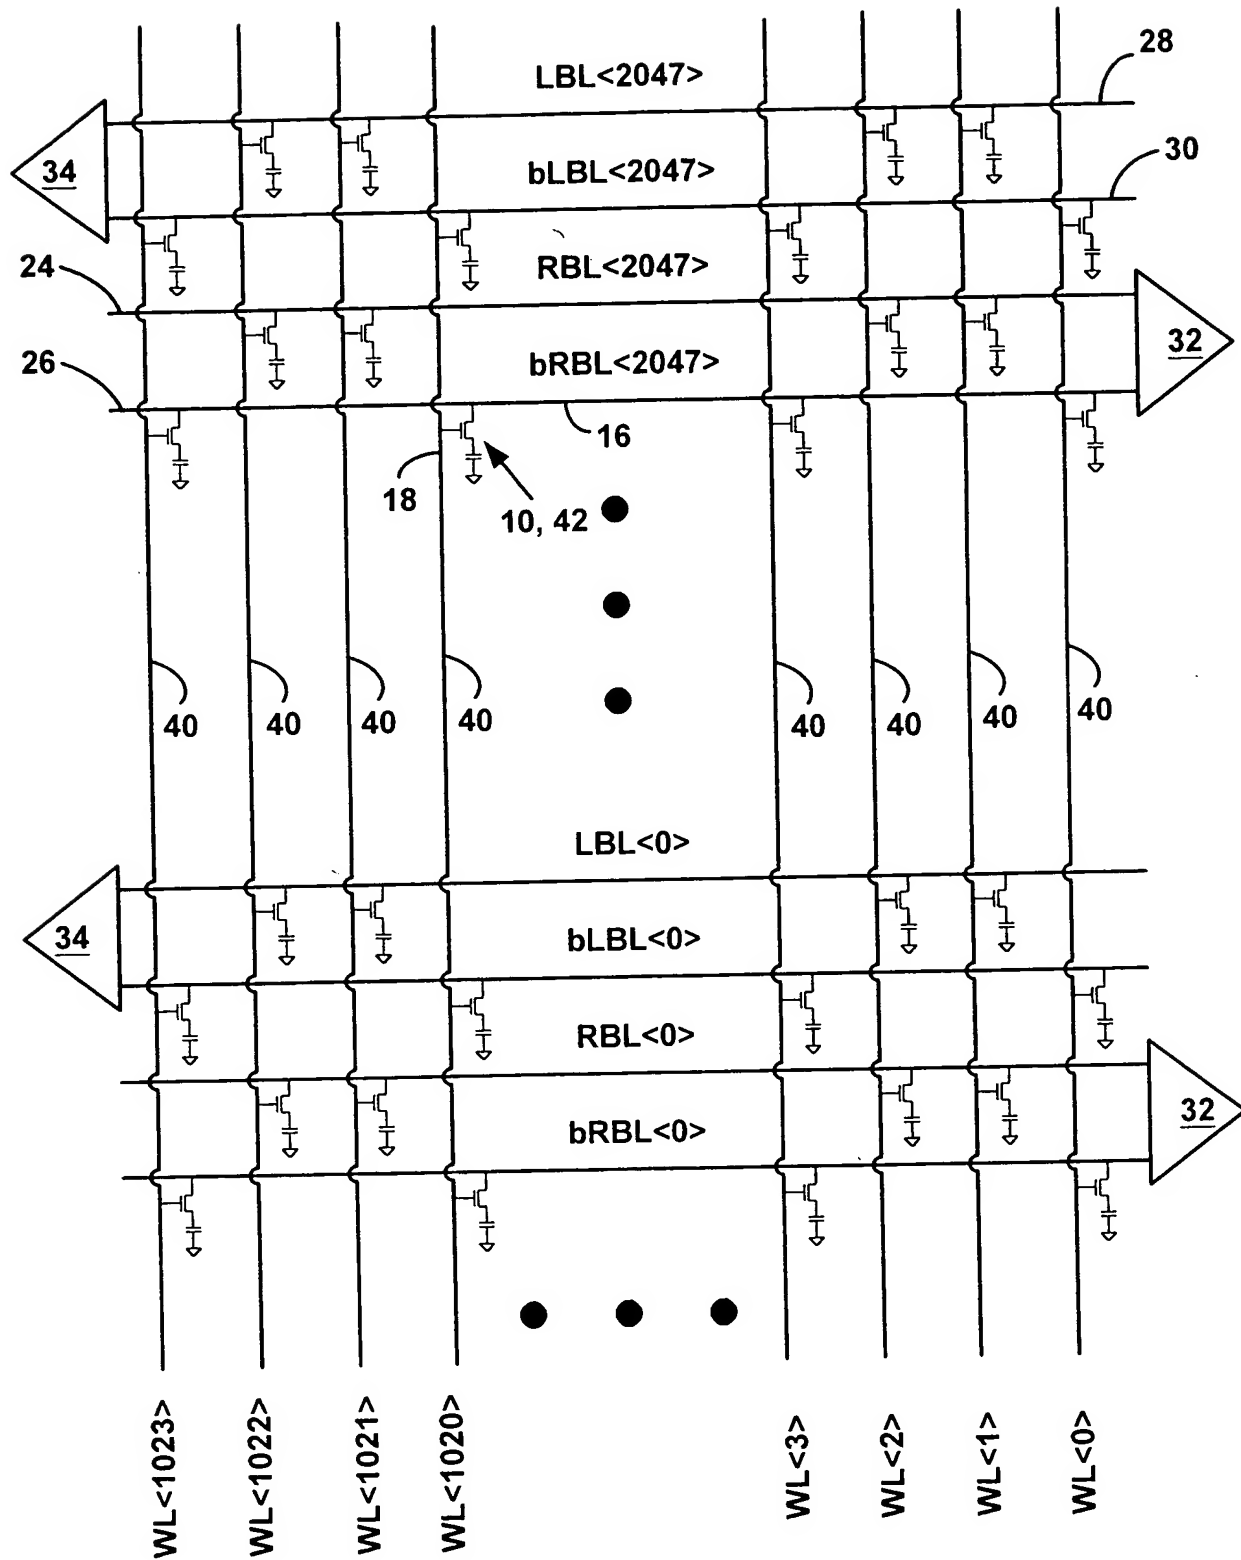 28
LBL<2047>
34
bLBL<2047>
30
24
RBL<2047>
26
bRBL<2047>
32
16
18
10, 42
40 40 40 40 40 40 40 40
LBL<0>
34
bLBL<0>
RBL<0>
32
bRBL<0>
WL<1023>
WL<1022>
WL<1021>
WL<1020>
WL<3>
WL<2>
WL<1>
WL<0>